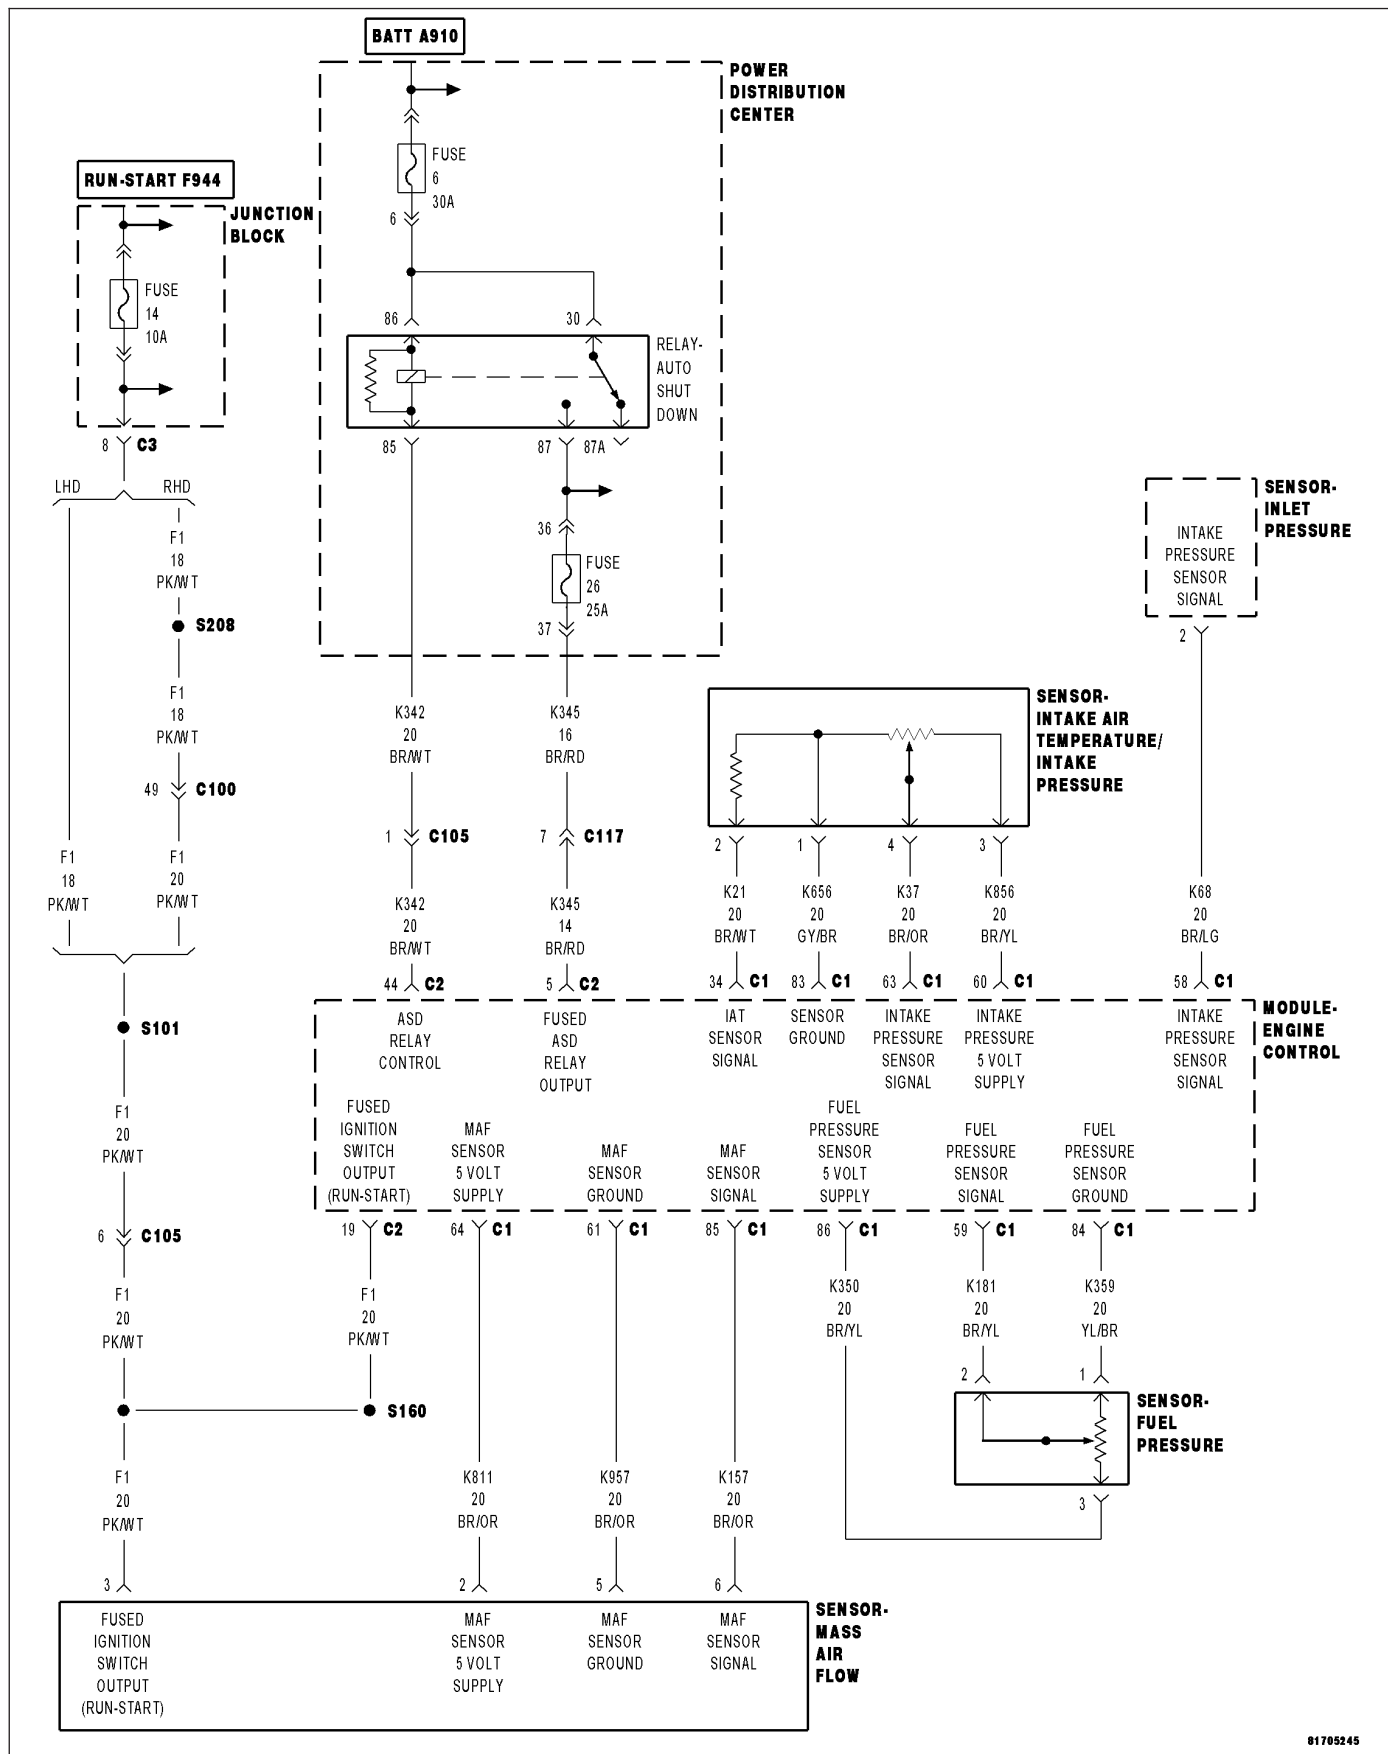 BATT A910
POWER
DISTRIBUTION
CENTER
FUSE
6
30A
6
RUN-START F944
JUNCTION
BLOCK
FUSE
14
10A
8 C3
86
30
RELAY-
AUTO
SHUT
DOWN
85
87
87A
36
FUSE
26
25A
37
LHD
RHD
F1
18
PK/WT
S208
F1
18
PK/WT
49 C100
F1
18
PK/WT
F1
20
PK/WT
SENSOR-
INLET
PRESSURE
INTAKE
PRESSURE
SENSOR
SIGNAL
2
K342
20
BR/WT
K345
16
BR/RD
1 C105
7 C117
K342
20
BR/WT
K345
14
BR/RD
44 C2
5 C2
SENSOR-
INTAKE AIR
TEMPERATURE/
INTAKE
PRESSURE
2
1
4
3
K21
20
BR/WT
K656
20
GY/BR
K37
20
BR/OR
K856
20
BR/YL
K68
20
BR/LG
34 C1
83 C1
63 C1
60 C1
58 C1
MODULE-
ENGINE
CONTROL
ASD
RELAY
CONTROL
FUSED
ASD
RELAY
OUTPUT
IAT
SENSOR
SIGNAL
SENSOR
GROUND
INTAKE
PRESSURE
SENSOR
SIGNAL
INTAKE
PRESSURE
5 VOLT
SUPPLY
INTAKE
PRESSURE
SENSOR
SIGNAL
FUSED
IGNITION
SWITCH
OUTPUT
(RUN-START)
MAF
SENSOR
5 VOLT
SUPPLY
MAF
SENSOR
GROUND
MAF
SENSOR
SIGNAL
FUEL
PRESSURE
SENSOR
5 VOLT
SUPPLY
FUEL
PRESSURE
SENSOR
SIGNAL
FUEL
PRESSURE
SENSOR
GROUND
19 C2
64 C1
61 C1
85 C1
86 C1
59 C1
84 C1
S101
F1
20
PK/WT
6 C105
F1
20
PK/WT
F1
20
PK/WT
K350
20
BR/YL
K181
20
BR/YL
K359
20
YL/BR
2
1
SENSOR-
FUEL
PRESSURE
3
S160
F1
20
PK/WT
K811
20
BR/OR
K957
20
BR/OR
K157
20
BR/OR
3
2
5
6
FUSED
IGNITION
SWITCH
OUTPUT
(RUN-START)
MAF
SENSOR
5 VOLT
SUPPLY
MAF
SENSOR
GROUND
MAF
SENSOR
SIGNAL
SENSOR-
MASS
AIR
FLOW
81705245